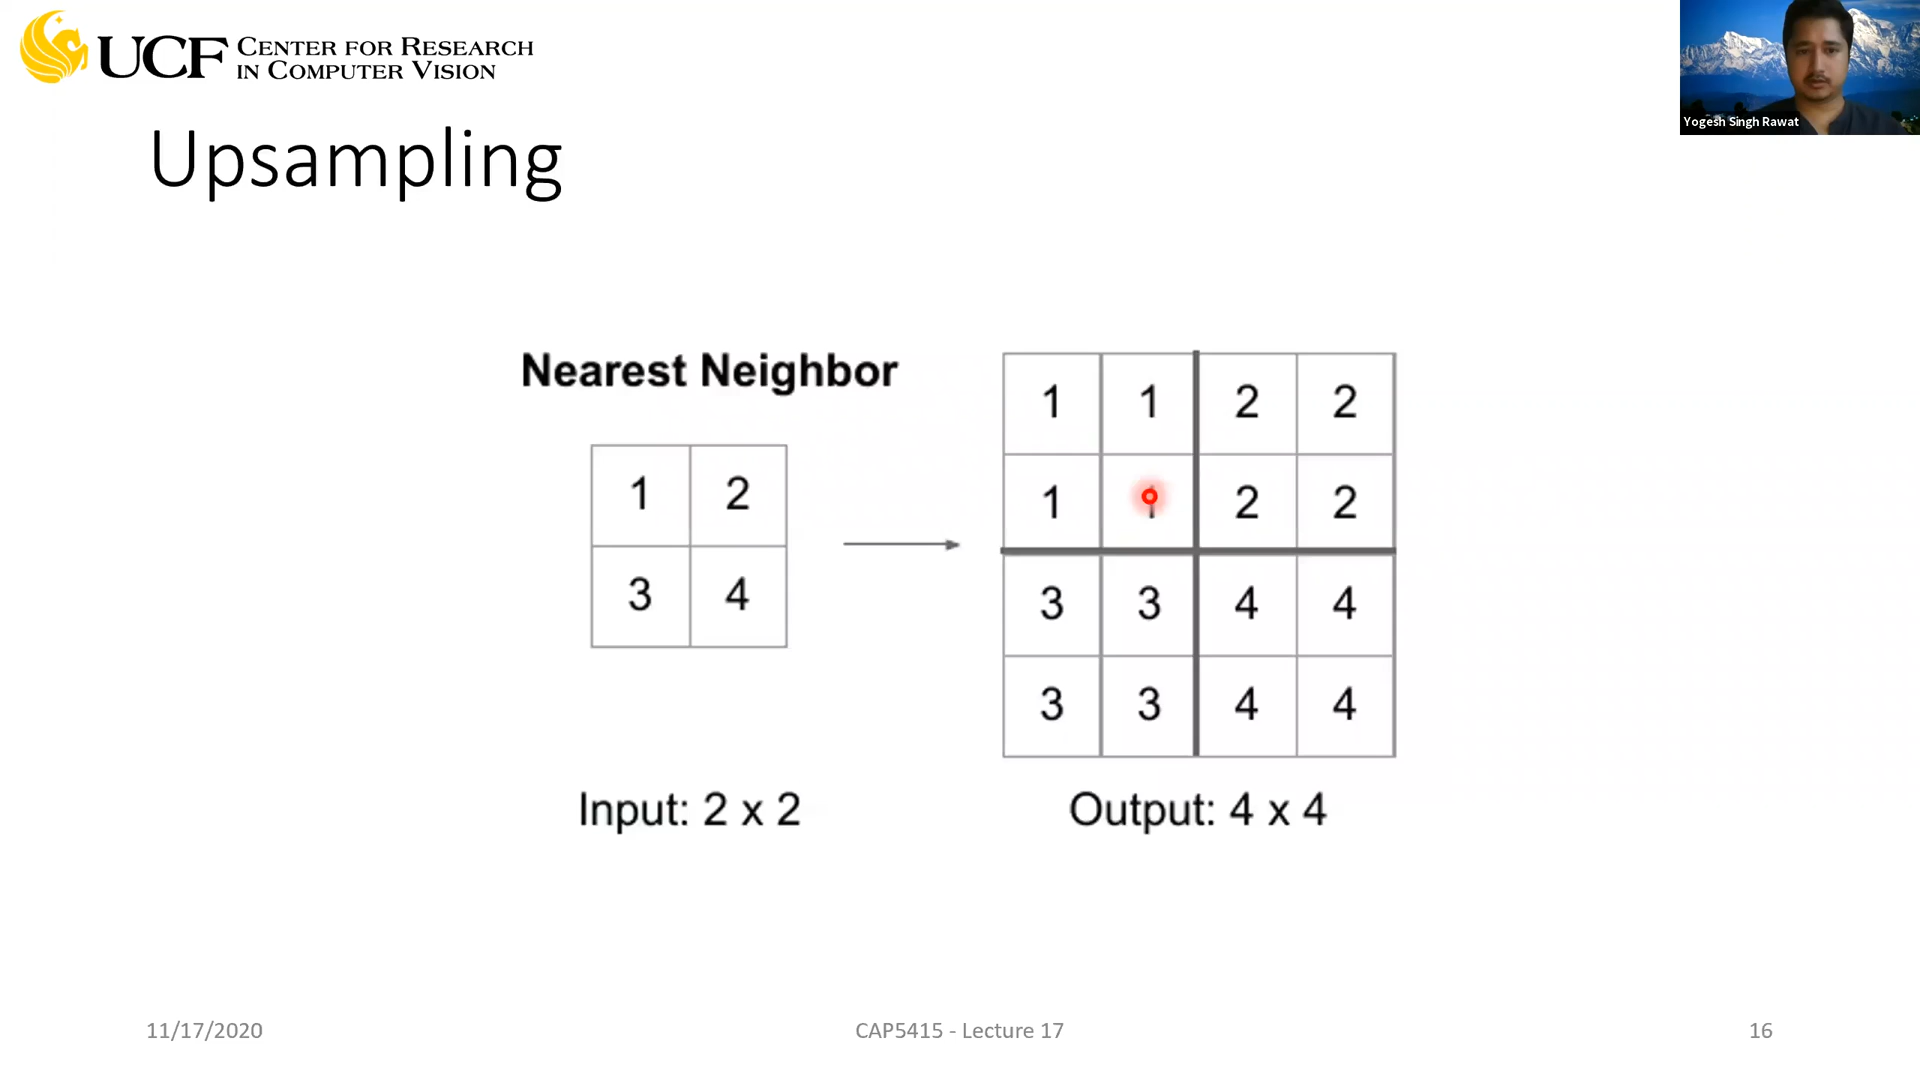 UCF CENTER FOR RESEARCH
IN COMPUTER VISION
Yogesh Singh Rawat
Upsampling
Nearest Neighbor
1 2
3 4
1 1 2 2
1 1 2 2
3 3 4 4
3 3 4 4
Input: 2 x 2
Output: 4 x 4
11/17/2020
CAP5415 - Lecture 17
16